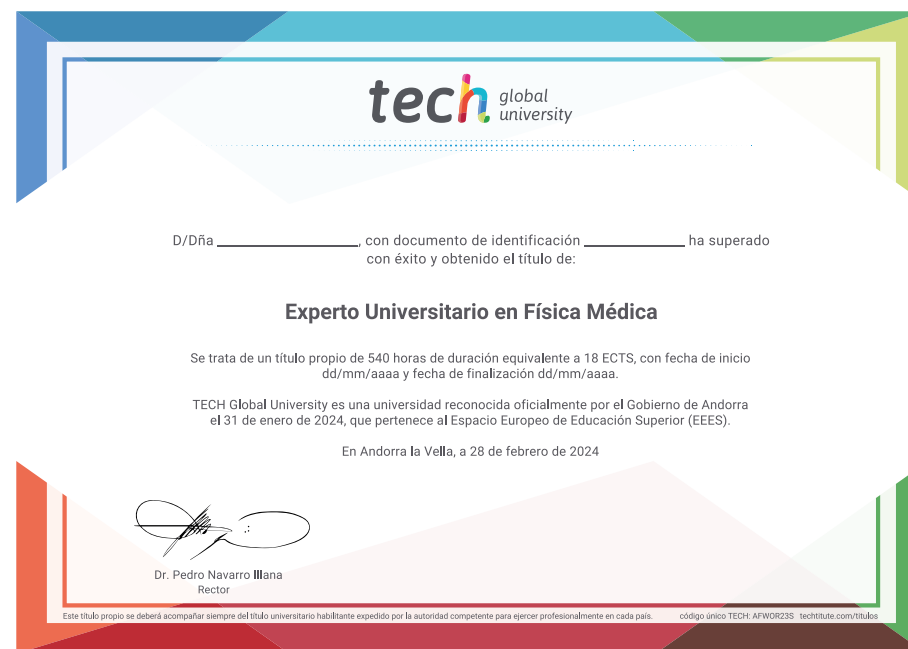 tech global university
D/Dña ____________________, con documento de identificación ______________ ha superado
con éxito y obtenido el título de:
Experto Universitario en Física Médica
Se trata de un título propio de 540 horas de duración equivalente a 18 ECTS, con fecha de inicio
dd/mm/aaaa y fecha de finalización dd/mm/aaaa.
TECH Global University es una universidad reconocida oficialmente por el Gobierno de Andorra
el 31 de enero de 2024, que pertenece al Espacio Europeo de Educación Superior (EEES).
En Andorra la Vella, a 28 de febrero de 2024
Dr. Pedro Navarro Illana
Rector
Este título propio se deberá acompañar siempre del título universitario habilitante expedido por la autoridad competente para ejercer profesionalmente en cada país. código único TECH: AFWOR23S techtitute.com/titulos